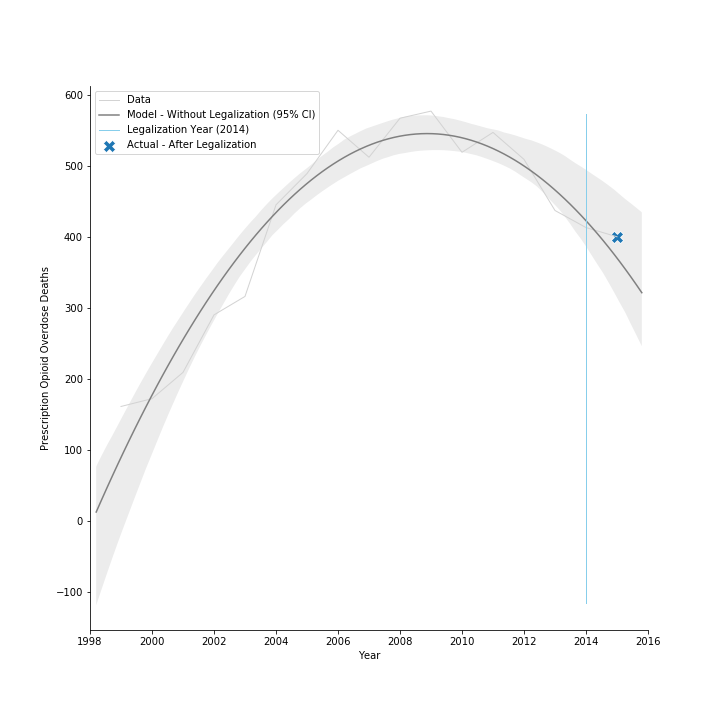 Data
Model - Without Legalization (95% CI)
Legalization Year (2014)
Actual - After Legalization
600
500
400
300
200
100
0
−100
Prescription Opioid Overdose Deaths
1998 2000 2002 2004 2006 2008 2010 2012 2014 2016
Year